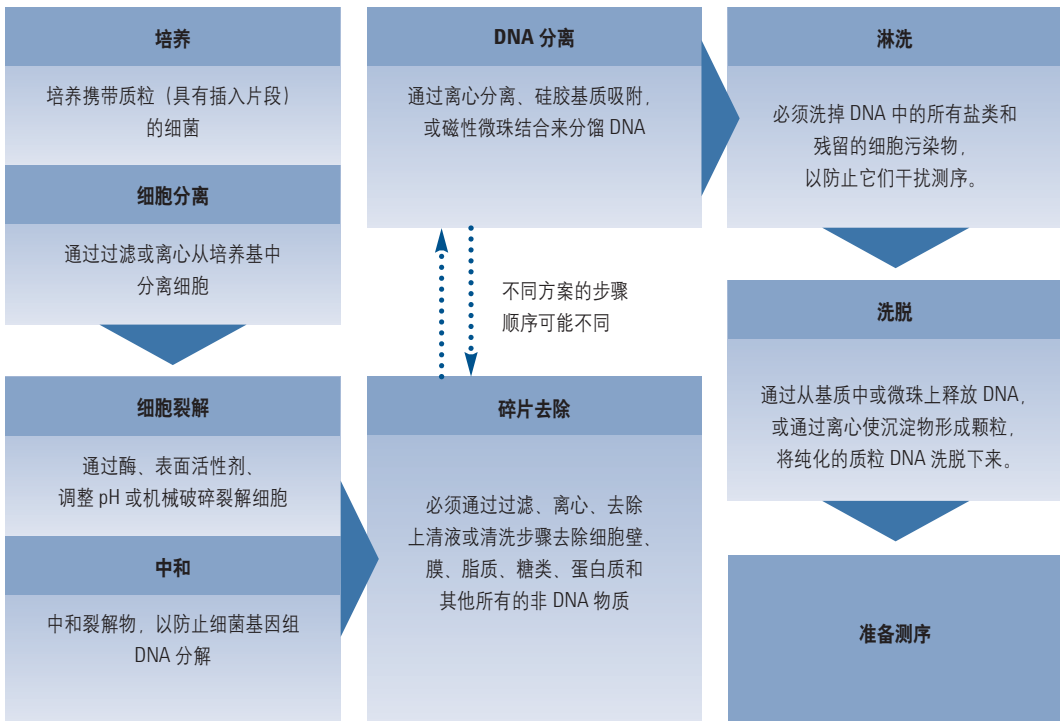 培养
培养携带质粒（具有插入片段）
的细菌
细胞分离
通过过滤或离心从培养基中
分离细胞
细胞裂解
通过酶、表面活性剂、
调整 pH 或机械破碎裂解细胞
中和
中和裂解物，以防止细菌基因组
DNA 分解
DNA 分离
通过离心分离、硅胶基质吸附，
或磁性微珠结合来分馏 DNA
不同方案的步骤
顺序可能不同
碎片去除
必须通过过滤、离心、去除
上清液或清洗步骤去除细胞壁、
膜、脂质、糖类、蛋白质和
其他所有的非 DNA 物质
淋洗
必须洗掉 DNA 中的所有盐类和
残留的细胞污染物，
以防止它们干扰测序。
洗脱
通过从基质中或微珠上释放 DNA，
或通过离心使沉淀物形成颗粒，
将纯化的质粒 DNA 洗脱下来。
准备测序